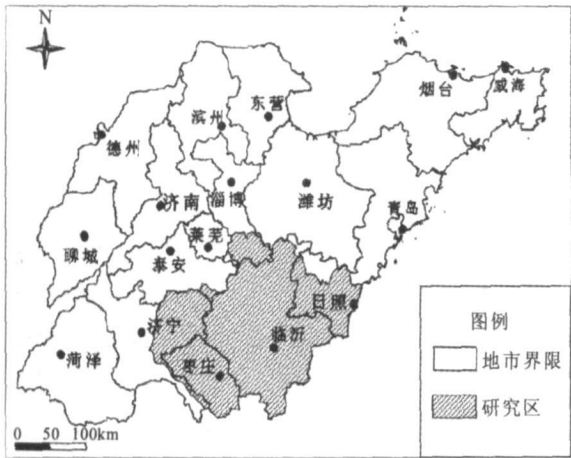 N
烟台
威海
东营
滨州
德州
济南
淄博
潍坊
青岛
莱芜
聊城
泰安
日照
济宁
临沂
菏泽
枣庄
图例
地市界限
研究区
0 50 100km